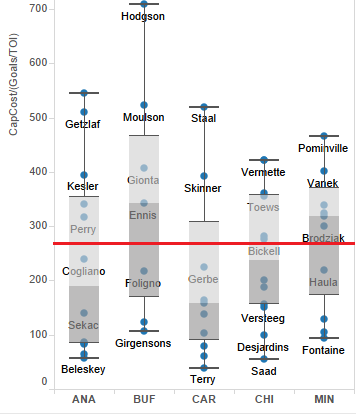 CapCost/(Goals/TOI)
700
600
500
400
300
200
100
0
Hodgson
Getzlaf
Moulson
Staal
Kesler
Gionta
Skinner
Vermette
Pominville
Vanek
Perry
Ennis
Toews
Brodziak
Cogliano
Foligno
Gerbe
Bickell
Haula
Sekac
Girgensons
Versteeg
Desjardins
Fontaine
Beleskey
Terry
Saad
ANA BUF CAR CHI MIN